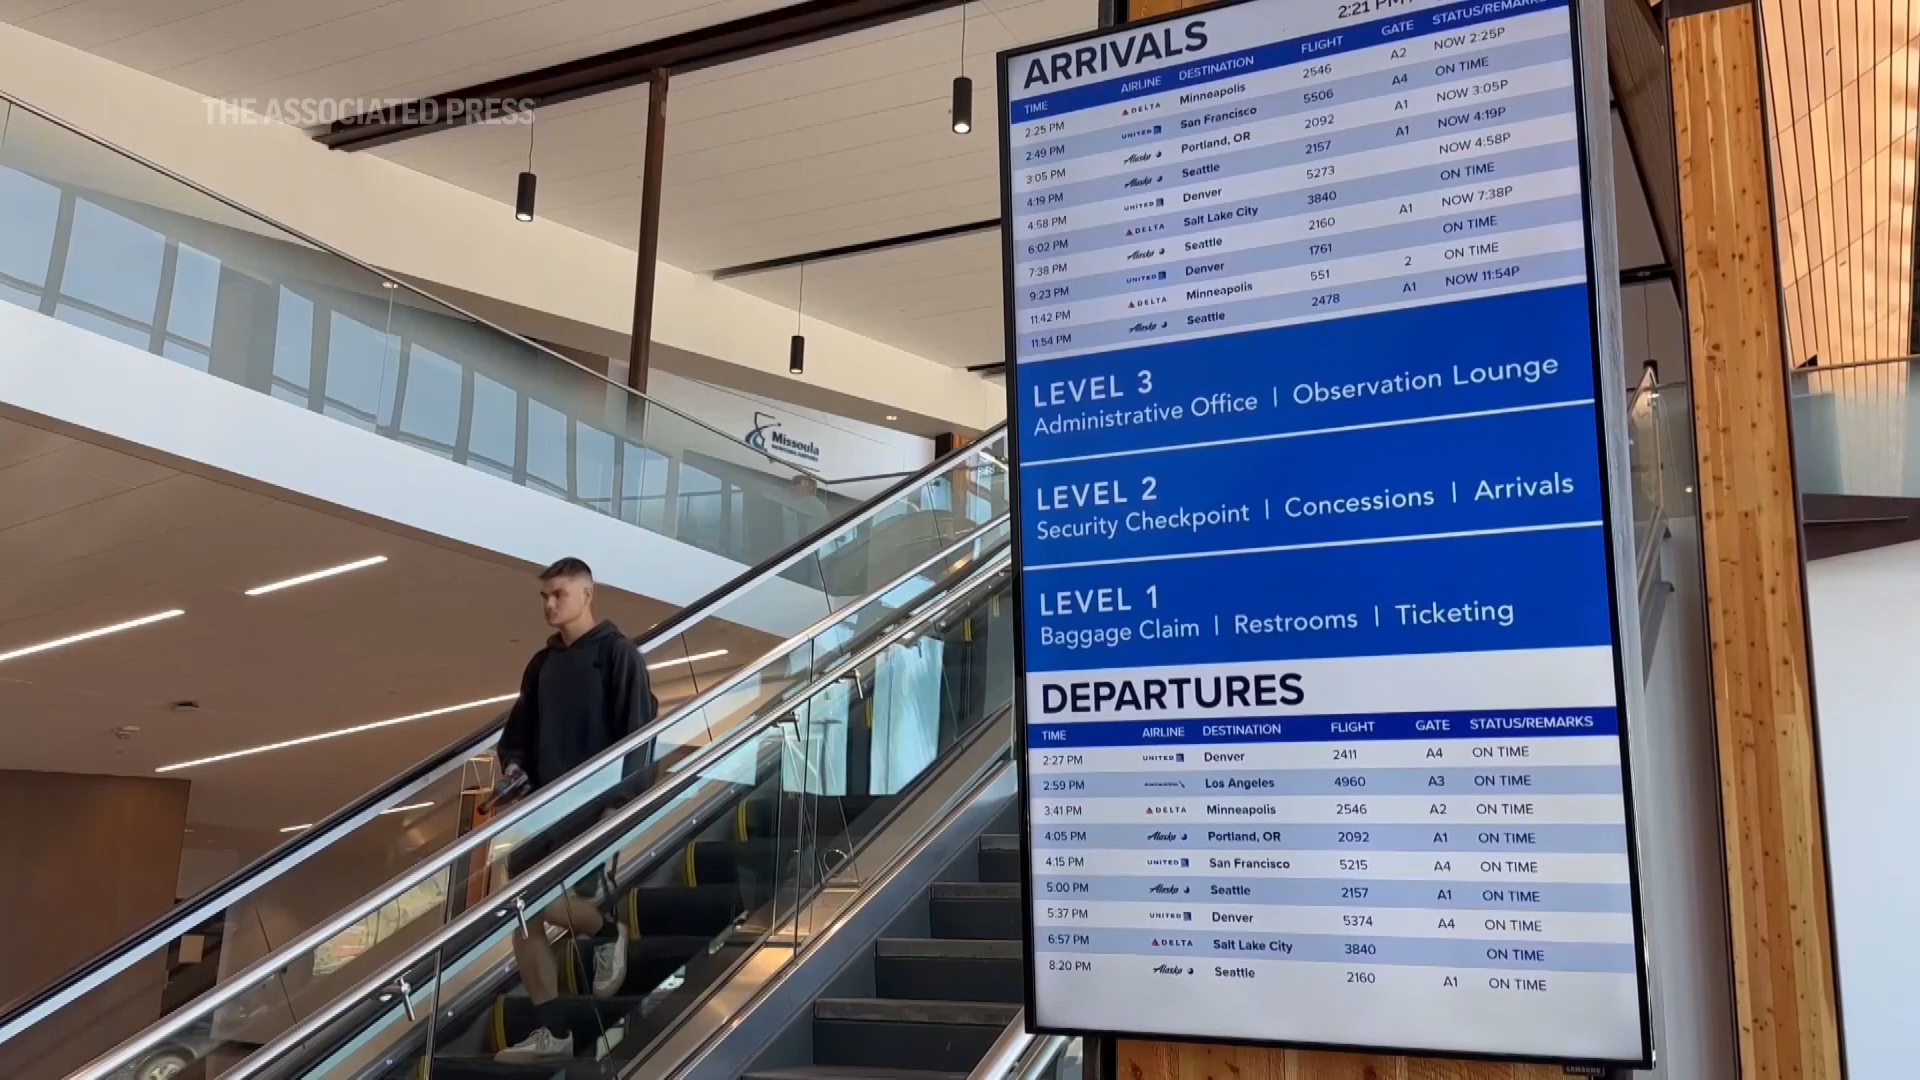 THE ASSOCIATED PRESS
2:21 PM
ARRIVALS
TIME AIRLINE DESTINATION FLIGHT GATE STATUS/REMARKS
2:25 PM DELTA Minneapolis 2546 A2 NOW 2:25P
2:49 PM UNITED San Francisco 5506 A4 ON TIME
3:05 PM Alaska Portland, OR 2092 A1 NOW 3:05P
4:19 PM Alaska Seattle 2157 A1 NOW 4:19P
4:58 PM UNITED Denver 5273 NOW 4:58P
6:02 PM DELTA Salt Lake City 3840 ON TIME
7:38 PM Alaska Seattle 2160 A1 NOW 7:38P
9:23 PM UNITED Denver 1761 ON TIME
11:42 PM DELTA Minneapolis 551 2 ON TIME
11:54 PM Alaska Seattle 2478 A1 NOW 11:54P
LEVEL 3
Administrative Office | Observation Lounge
LEVEL 2
Security Checkpoint | Concessions | Arrivals
LEVEL 1
Baggage Claim | Restrooms | Ticketing
DEPARTURES
TIME AIRLINE DESTINATION FLIGHT GATE STATUS/REMARKS
2:27 PM UNITED Denver 2411 A4 ON TIME
2:59 PM Los Angeles 4960 A3 ON TIME
3:41 PM DELTA Minneapolis 2546 A2 ON TIME
4:05 PM Alaska Portland, OR 2092 A1 ON TIME
4:15 PM UNITED San Francisco 5215 A4 ON TIME
5:00 PM Alaska Seattle 2157 A1 ON TIME
5:37 PM UNITED Denver 5374 A4 ON TIME
6:57 PM DELTA Salt Lake City 3840 ON TIME
8:20 PM Alaska Seattle 2160 A1 ON TIME
SAMSUNG
Missoula
MONTANA AIRPORT